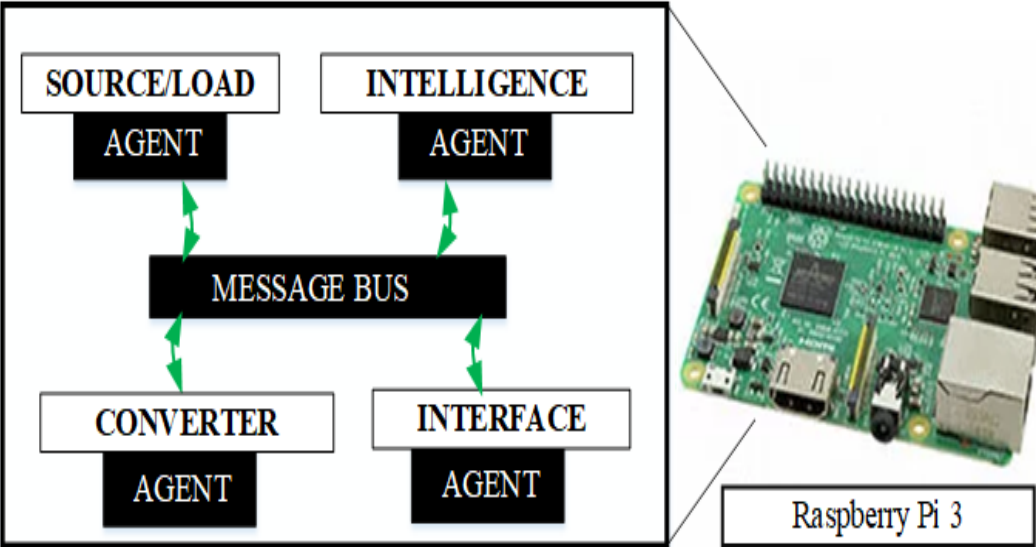 SOURCE/LOAD
AGENT
INTELLIGENCE
AGENT
MESSAGE BUS
CONVERTER
AGENT
INTERFACE
AGENT
Raspberry Pi 3